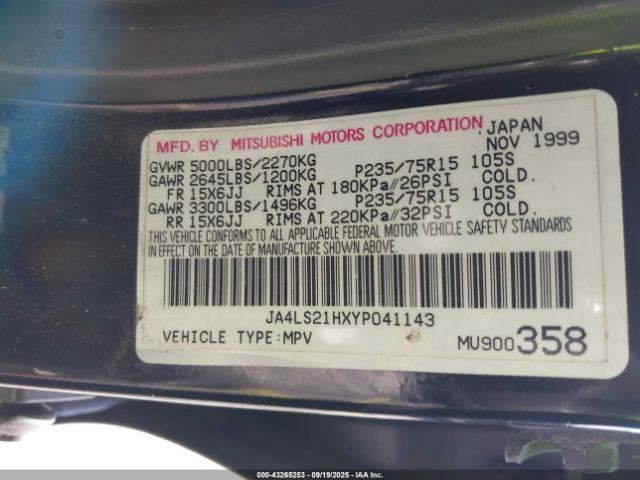 MFD. BY MITSUBISHI MOTORS CORPORATION JAPAN
NOV 1999
GVWR 5000LBS/2270KG
GAWR 2645LBS/1200KG P235/75R15 105S
FR 15X6JJ RIMS AT 180KPa//26PSI COLD.
GAWR 3300LBS/1496KG P235/75R15 105S
RR 15X6JJ RIMS AT 220KPa//32PSI COLD.
THIS VEHICLE CONFORMS TO ALL APPLICABLE FEDERAL MOTOR VEHICLE SAFETY STANDARDS
IN EFFECT ON THE DATE OF MANUFACTURE SHOWN ABOVE.
JA4LS21HXYP041143
VEHICLE TYPE:MPV MU900358
000-43265253 - 09/19/2025 - IAA Inc.